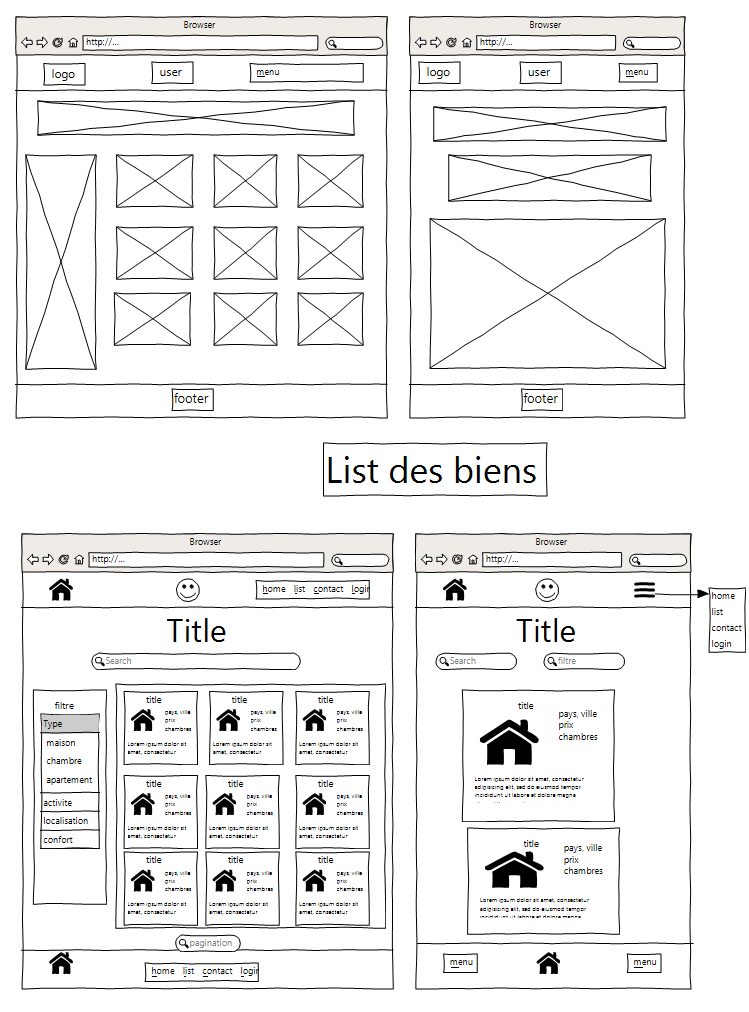 Browser
http://...
logo
user
menu
footer
Browser
http://...
logo
user
menu
footer
List des biens
Browser
http://...
home list contact login
Title
Search
filtre
Type
maison
chambre
apartement
activite
localisation
confort
title
pays, ville
prix
chambres
Lorem ipsum dolor sit
amet, consectetur
title
pays, ville
prix
chambres
Lorem ipsum dolor sit
amet, consectetur
title
pays, ville
prix
chambres
Lorem ipsum dolor sit
amet, consectetur
title
pays, ville
prix
chambres
Lorem ipsum dolor sit
amet, consectetur
title
pays, ville
prix
chambres
Lorem ipsum dolor sit
amet, consectetur
title
pays, ville
prix
chambres
Lorem ipsum dolor sit
amet, consectetur
title
pays, ville
prix
chambres
Lorem ipsum dolor sit
amet, consectetur
title
pays, ville
prix
chambres
Lorem ipsum dolor sit
amet, consectetur
title
pays, ville
prix
chambres
Lorem ipsum dolor sit
amet, consectetur
pagination
home list contact login
Browser
http://...
home
list
contact
login
Title
Search
filtre
title
pays, ville
prix
chambres
Lorem ipsum dolor sit amet, consectetur
adipisicing elit, sed do eiusmod tempor
incididunt ut labore et dolore magna
title
pays, ville
prix
chambres
Lorem ipsum dolor sit amet, consectetur
adipisicing elit, sed do eiusmod tempor
incididunt ut labore et dolore magna
menu
menu